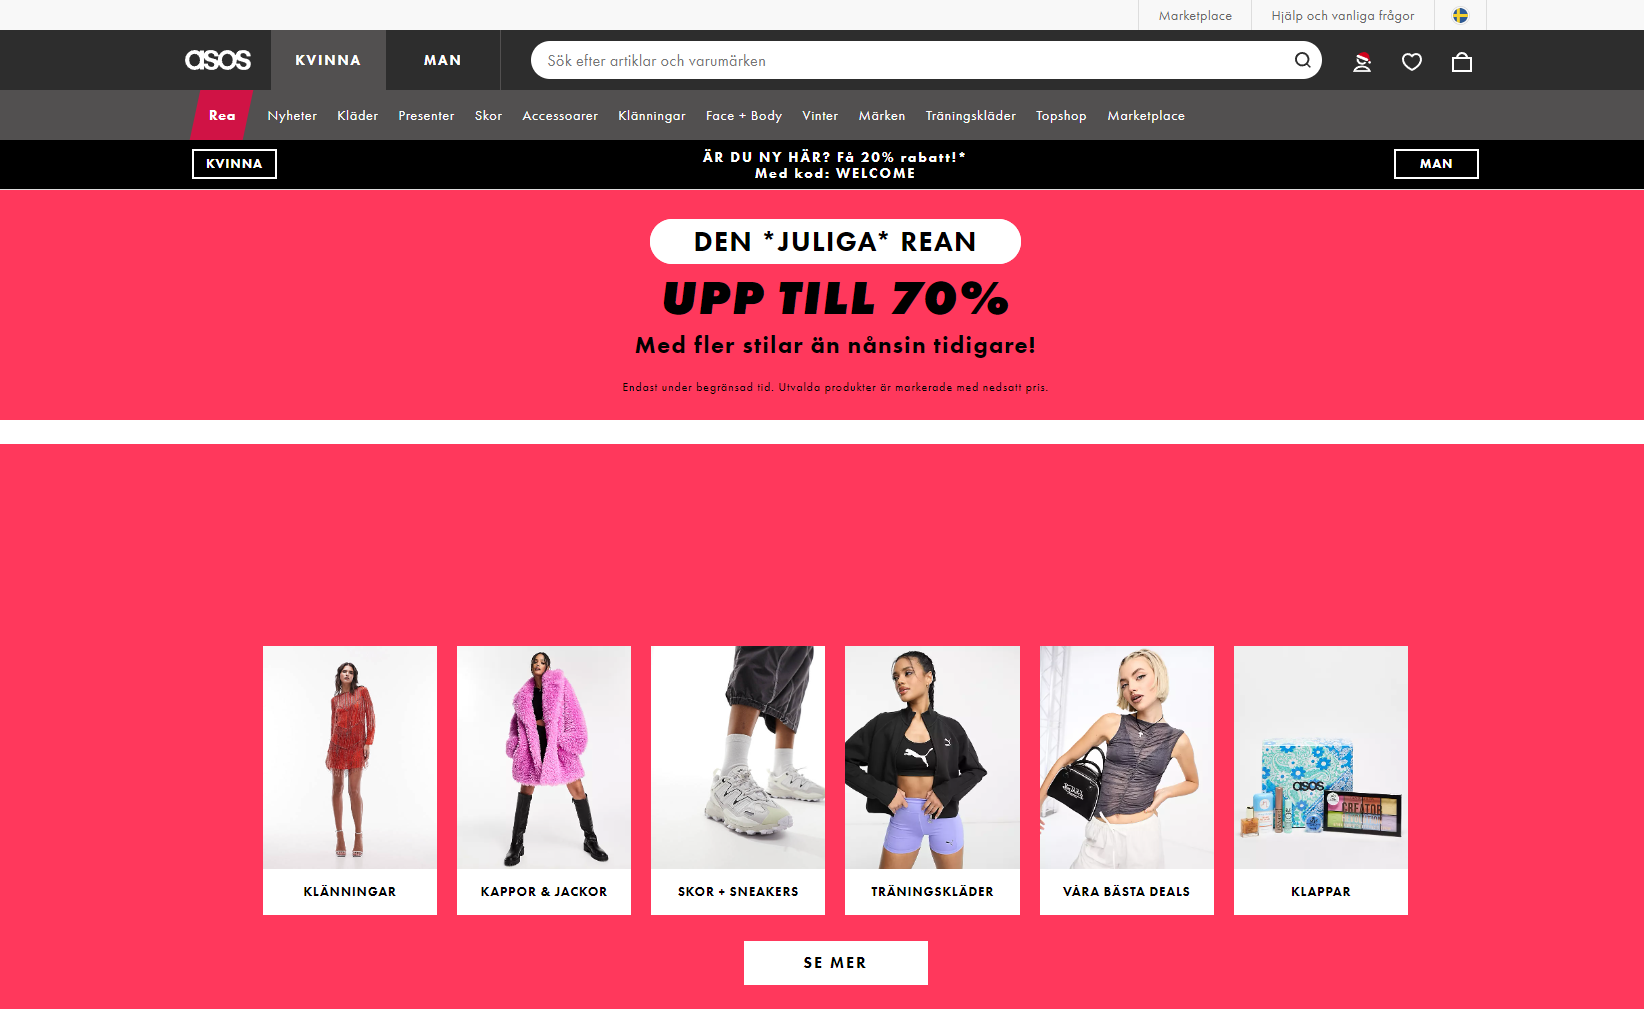 Marketplace
Hjälp och vanliga frågor
asos
KVINNA
MAN
Sök efter artiklar och varumärken
Rea
Nyheter
Kläder
Presenter
Skor
Accessoarer
Klänningar
Face + Body
Vinter
Märken
Träningskläder
Topshop
Marketplace
KVINNA
ÄR DU NY HÄR? Få 20% rabatt!*
Med kod: WELCOME
MAN
DEN *JULIGA* REAN
UPP TILL 70%
Med fler stilar än nånsin tidigare!
Endast under begränsad tid. Utvalda produkter är markerade med nedsatt pris.
asos
CREATOR
KLÄNNINGAR
KAPPOR & JACKOR
SKOR + SNEAKERS
TRÄNINGSKLÄDER
VÅRA BÄSTA DEALS
KLAPPAR
SE MER